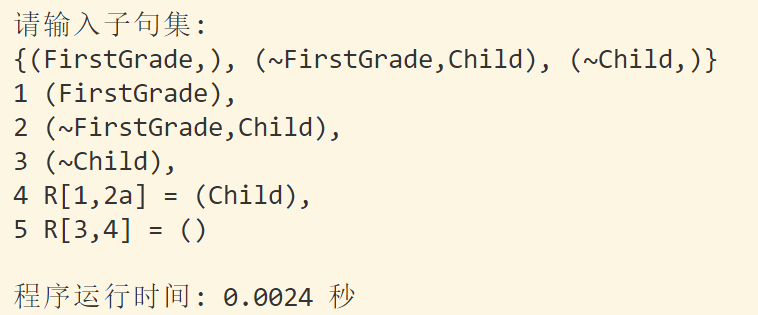 请输入子句集:
{(FirstGrade,), (~FirstGrade,Child), (~Child,)}
1 (FirstGrade),
2 (~FirstGrade,Child),
3 (~Child),
4 R[1,2a] = (Child),
5 R[3,4] = ()
程序运行时间: 0.0024 秒